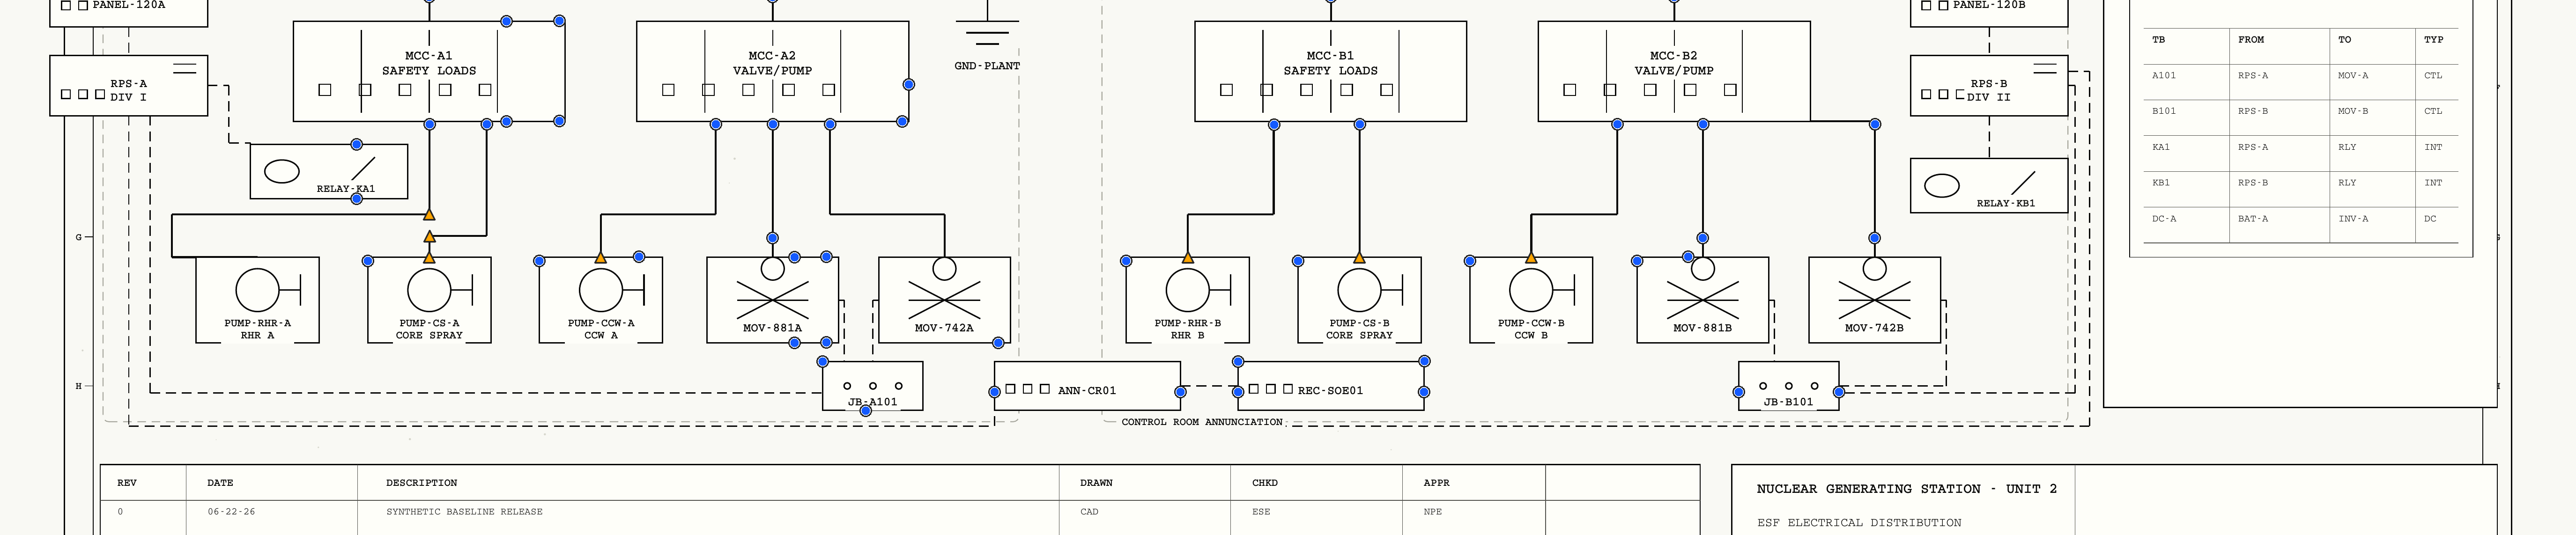 PANEL-120A
PANEL-120B
MCC-A1
SAFETY LOADS
MCC-A2
VALVE/PUMP
GND-PLANT
MCC-B1
SAFETY LOADS
MCC-B2
VALVE/PUMP
RPS-A
DIV I
RPS-B
DIV II
TB FROM TO TYP
A101 RPS-A MOV-A CTL
B101 RPS-B MOV-B CTL
KA1 RPS-A RLY INT
KB1 RPS-B RLY INT
DC-A BAT-A INV-A DC
RELAY-KA1
RELAY-KB1
G
PUMP-RHR-A
RHR A
PUMP-CS-A
CORE SPRAY
PUMP-CCW-A
CCW A
MOV-881A
MOV-742A
PUMP-RHR-B
RHR B
PUMP-CS-B
CORE SPRAY
PUMP-CCW-B
CCW B
MOV-881B
MOV-742B
H
JB-A101
ANN-CR01
REC-SOE01
JB-B101
CONTROL ROOM ANNUNCIATION
REV DATE DESCRIPTION DRAWN CHKD APPR
0 06-22-26 SYNTHETIC BASELINE RELEASE CAD ESE NPE
NUCLEAR GENERATING STATION - UNIT 2
ESF ELECTRICAL DISTRIBUTION